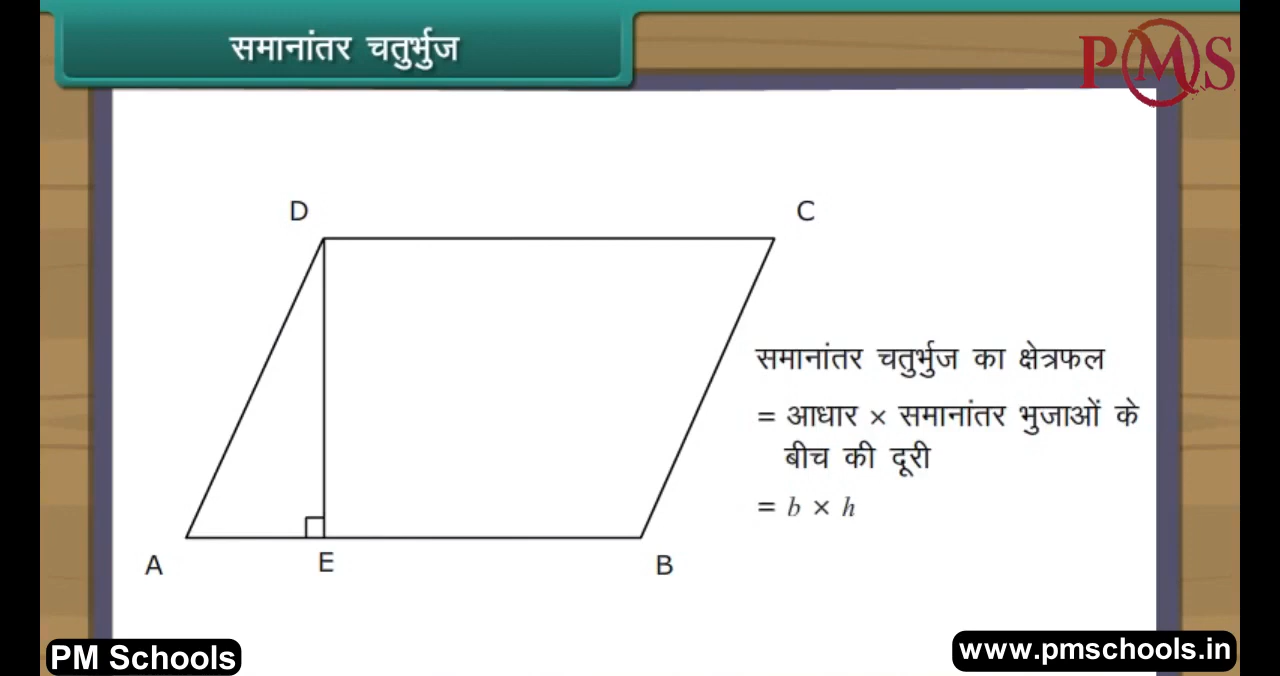 समानांतर चतुर्भुज
PMS
D
C
समानांतर चतुर्भुज का क्षेत्रफल
= आधार × समानांतर भुजाओं के
बीच की दूरी
= b × h
A
E
B
PM Schools
www.pmschools.in